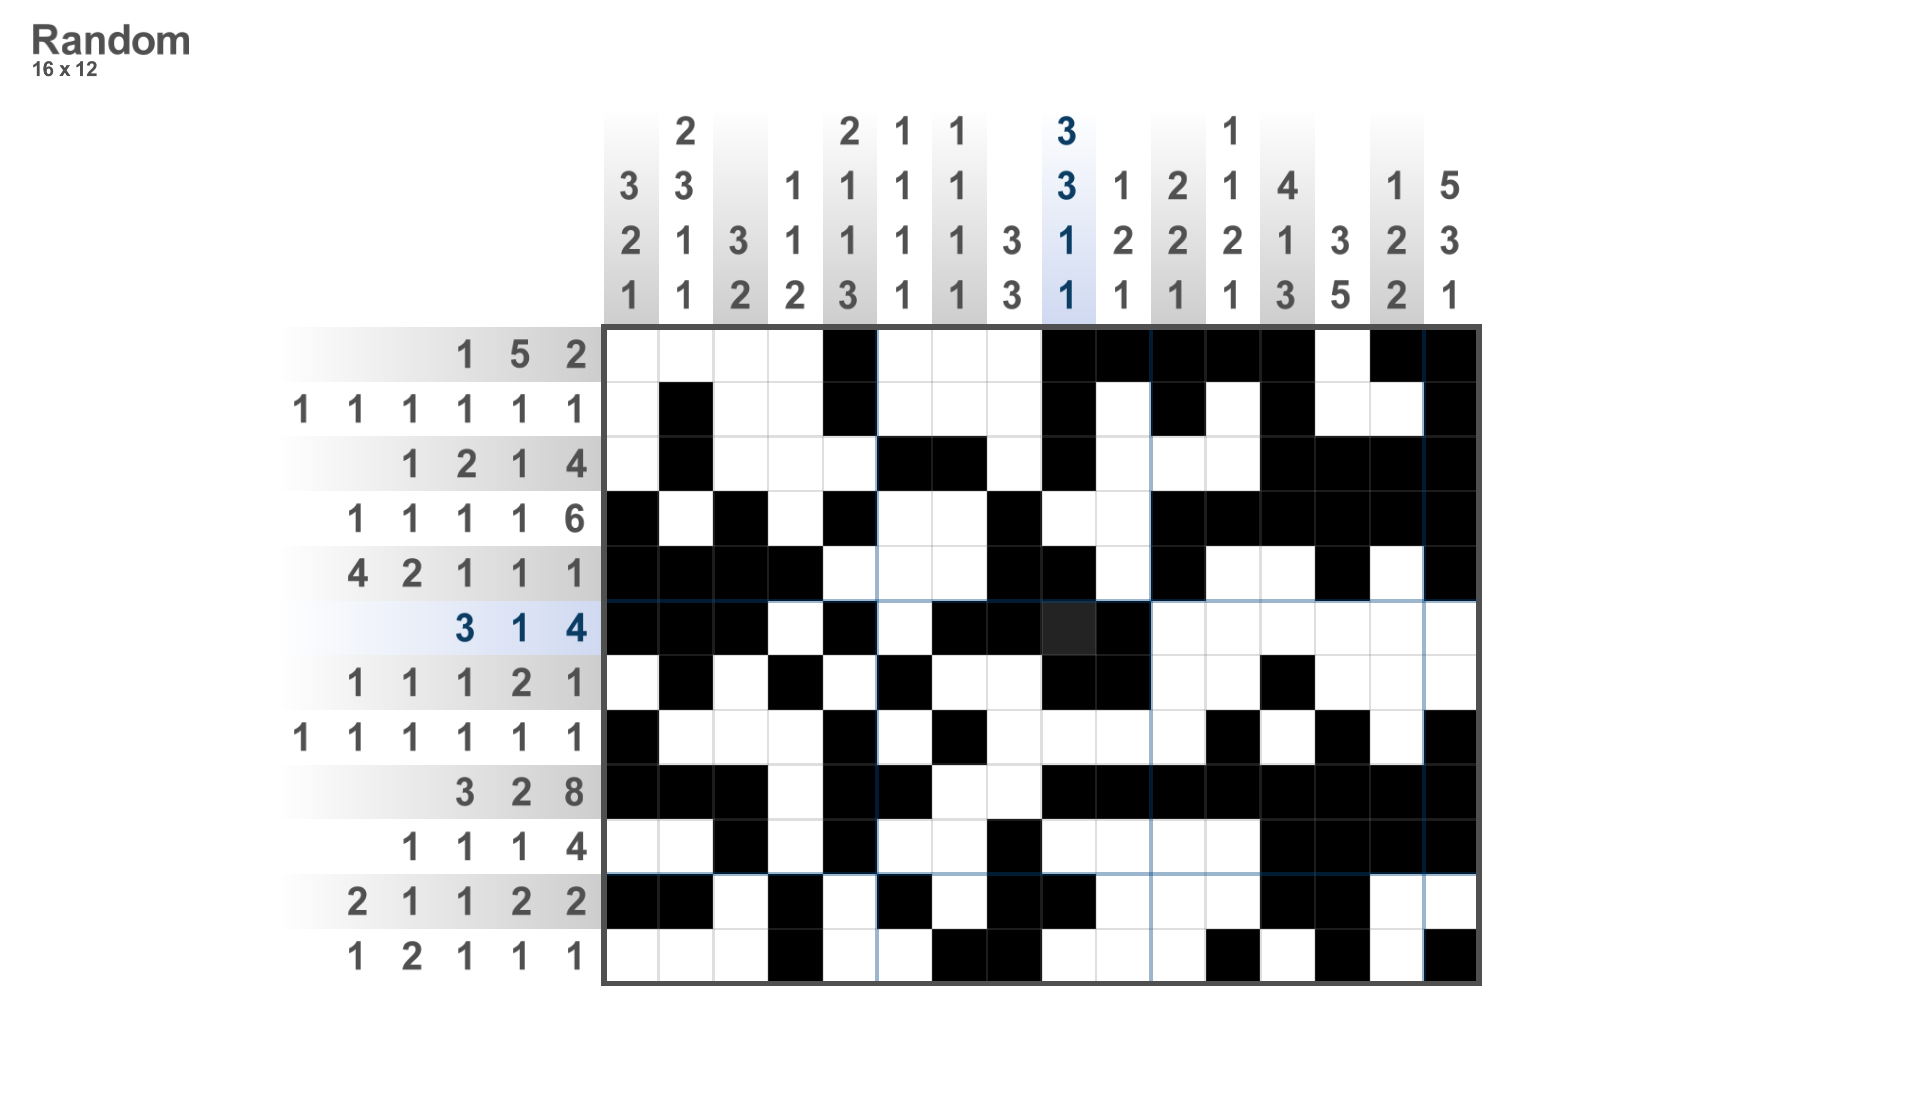 Random
16 x 12
2 2 1 1 3 1
3 3 1 1 1 1 3 1 2 1 4 1 5
2 1 3 1 1 1 1 3 1 2 2 2 1 3 2 3
1 1 2 2 3 1 1 3 1 1 1 1 3 5 2 1
1 5 2
1 1 1 1 1 1
1 2 1 4
1 1 1 1 6
4 2 1 1 1
3 1 4
1 1 1 2 1
1 1 1 1 1 1
3 2 8
1 1 1 4
2 1 1 2 2
1 2 1 1 1